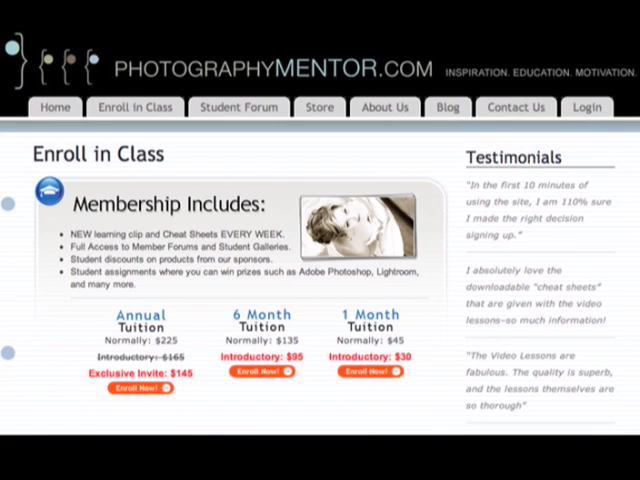 PHOTOGRAPHYMENTOR.COM INSPIRATION. EDUCATION. MOTIVATION.
Home Enroll in Class Student Forum Store About Us Blog Contact Us Login
Enroll in Class
Membership Includes:
• NEW learning clip and Cheat Sheets EVERY WEEK.
• Full Access to Member Forums and Student Galleries.
• Student discounts on products from our sponsors.
• Student assignments where you can win prizes such as Adobe Photoshop, Lightroom,
and many more.
Annual
Tuition
Normally: $225
Introductory: $165
Exclusive Invite: $145
Enroll Now!
6 Month
Tuition
Normally: $135
Introductory: $95
Enroll Now!
1 Month
Tuition
Normally: $45
Introductory: $30
Enroll Now!
Testimonials
"In the first 10 minutes of
using the site, I am 110% sure
I made the right decision
signing up."
I absolutely love the
downloadable "cheat sheets"
that are given with the video
lessons–so much information!
"The Video Lessons are
fabulous. The quality is superb,
and the lessons themselves are
so thorough"